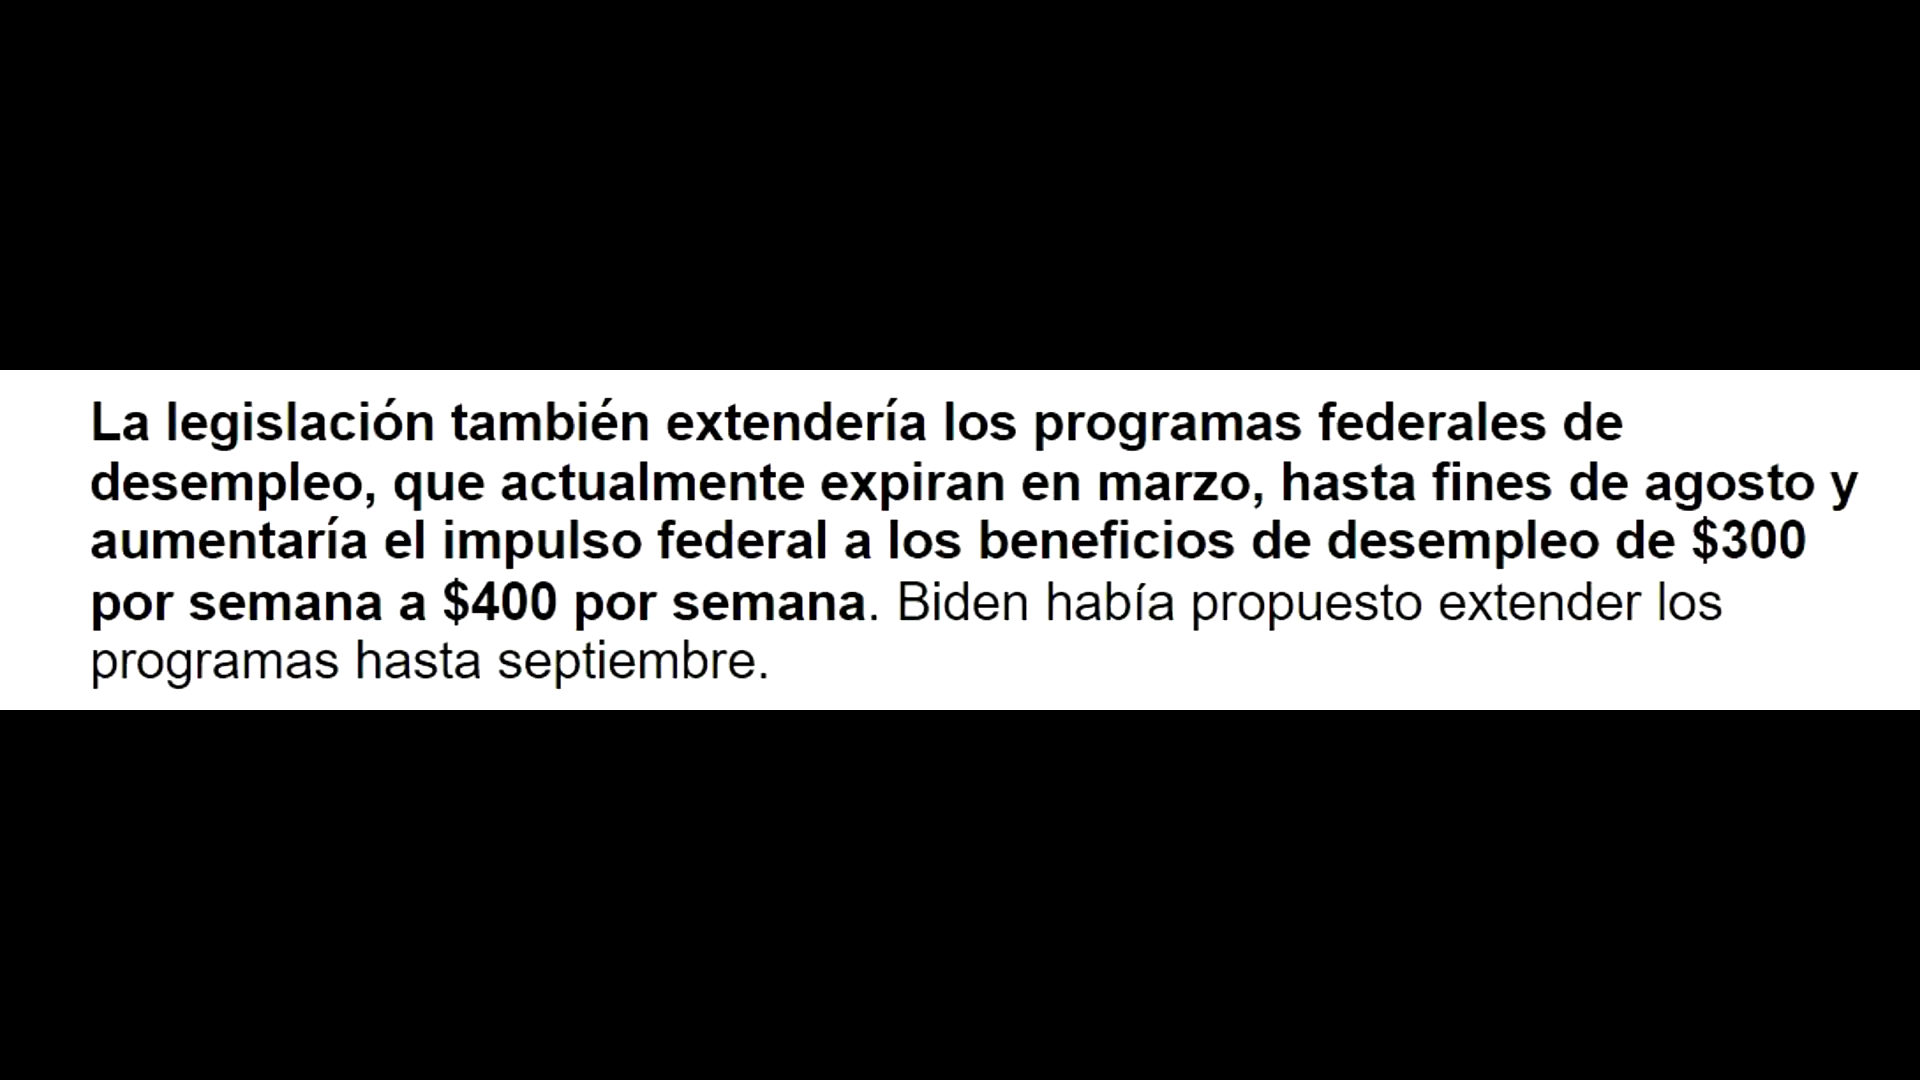 La legislación también extendería los programas federales de
desempleo, que actualmente expiran en marzo, hasta fines de agosto y
aumentaría el impulso federal a los beneficios de desempleo de $300
por semana a $400 por semana. Biden había propuesto extender los
programas hasta septiembre.